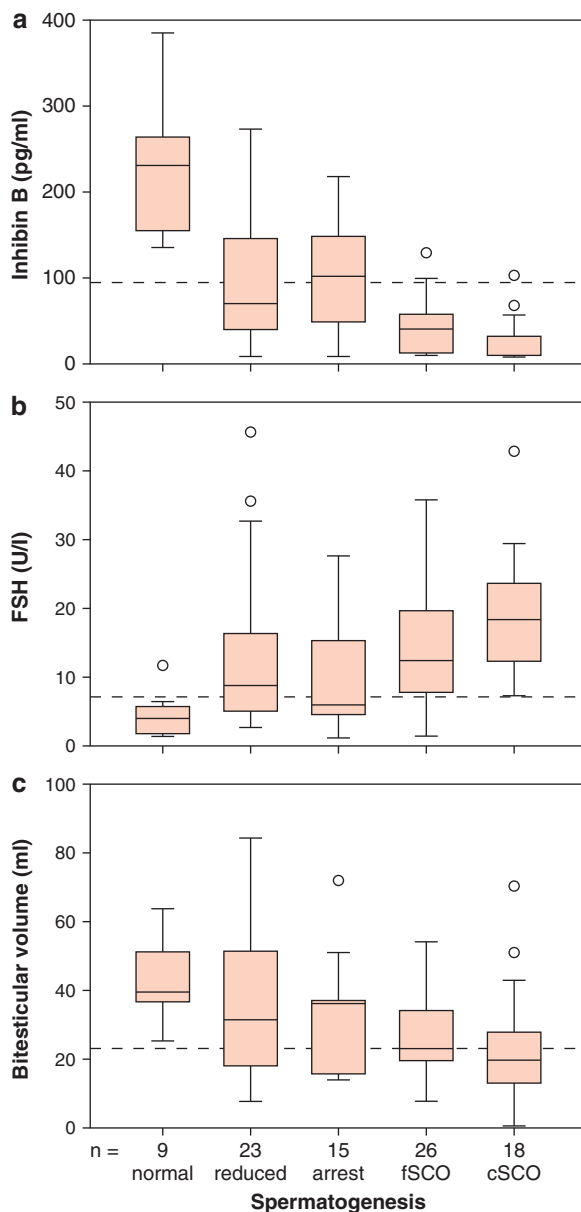 a
400
300
200
100
0
Inhibin B (pg/ml)
b
50
40
30
20
10
0
FSH (U/l)
c
100
80
60
40
20
0
Bitesticular volume (ml)
n = 9 23 15 26 18
normal reduced arrest fSCO cSCO
Spermatogenesis